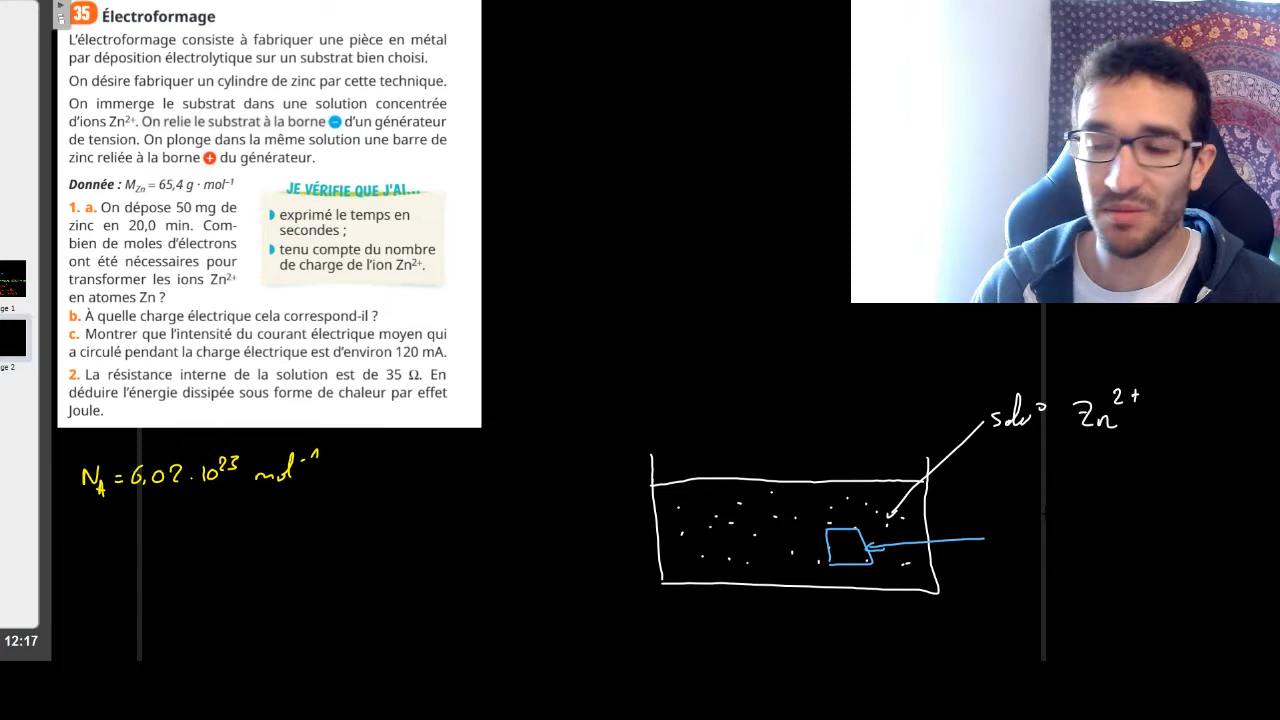 35 Électroformage
L'électroformage consiste à fabriquer une pièce en métal
par déposition électrolytique sur un substrat bien choisi.
On désire fabriquer un cylindre de zinc par cette technique.
On immerge le substrat dans une solution concentrée
d'ions Zn²⁺. On relie le substrat à la borne − d'un générateur
de tension. On plonge dans la même solution une barre de
zinc reliée à la borne + du générateur.
Donnée : M_Zn = 65,4 g · mol⁻¹
1. a. On dépose 50 mg de
zinc en 20,0 min. Com-
bien de moles d'électrons
ont été nécessaires pour
transformer les ions Zn²⁺
en atomes Zn ?
JE VÉRIFIE QUE J'AI...
exprimé le temps en
secondes ;
tenu compte du nombre
de charge de l'ion Zn²⁺.
b. À quelle charge électrique cela correspond-il ?
c. Montrer que l'intensité du courant électrique moyen qui
a circulé pendant la charge électrique est d'environ 120 mA.
2. La résistance interne de la solution est de 35 Ω. En
déduire l'énergie dissipée sous forme de chaleur par effet
Joule.
N_A = 6,02 . 10²³ mol⁻¹
solu° Zn²⁺
ge 1
ge 2
12:17